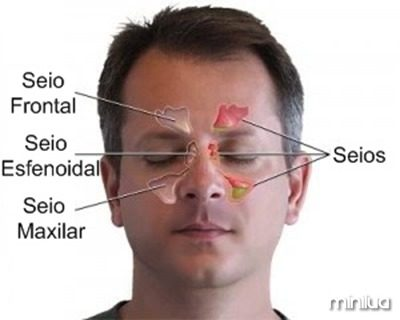 Seio
Frontal
Seio
Esfenoidal
Seio
Maxilar
Seios
minilua